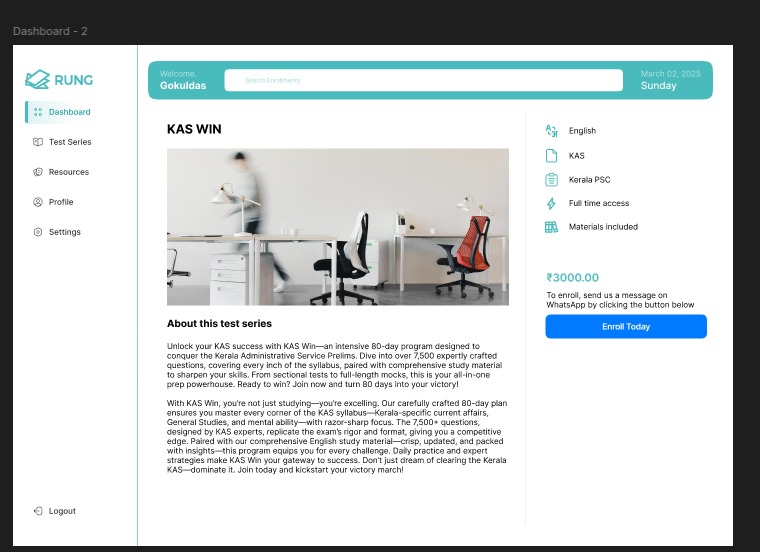 Dashboard - 2
RUNG
Dashboard
Test Series
Resources
Profile
Settings
Logout
Welcome,
Gokuldas
Search Enrollments
March 02, 2025
Sunday
KAS WIN
About this test series
Unlock your KAS success with KAS Win—an intensive 80-day program designed to
conquer the Kerala Administrative Service Prelims. Dive into over 7,500 expertly crafted
questions, covering every inch of the syllabus, paired with comprehensive study material
to sharpen your skills. From sectional tests to full-length mocks, this is your all-in-one
prep powerhouse. Ready to win? Join now and turn 80 days into your victory!
With KAS Win, you're not just studying—you're excelling. Our carefully crafted 80-day plan
ensures you master every corner of the KAS syllabus—Kerala-specific current affairs,
General Studies, and mental ability—with razor-sharp focus. The 7,500+ questions,
designed by KAS experts, replicate the exam's rigor and format, giving you a competitive
edge. Paired with our comprehensive English study material—crisp, updated, and packed
with insights—this program equips you for every challenge. Daily practice and expert
strategies make KAS Win your gateway to success. Don't just dream of clearing the Kerala
KAS—dominate it. Join today and kickstart your victory march!
English
KAS
Kerala PSC
Full time access
Materials included
₹3000.00
To enroll, send us a message on
WhatsApp by clicking the button below
Enroll Today